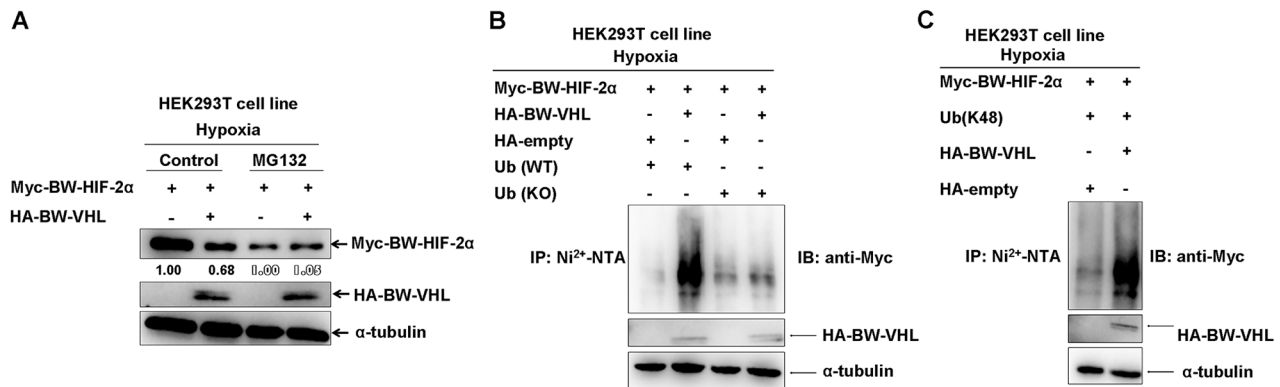 A
HEK293T cell line
Hypoxia
Control MG132
Myc-BW-HIF-2α + + + +
HA-BW-VHL - + - +
Myc-BW-HIF-2α
1.00 0.68 1.00 1.05
HA-BW-VHL
α-tubulin
B
HEK293T cell line
Hypoxia
Myc-BW-HIF-2α + + + +
HA-BW-VHL - + - +
HA-empty + - + -
Ub (WT) + + - -
Ub (KO) - - + +
IP: Ni²⁺-NTA IB: anti-Myc
HA-BW-VHL
α-tubulin
C
HEK293T cell line
Hypoxia
Myc-BW-HIF-2α + +
Ub(K48) + +
HA-BW-VHL - +
HA-empty + -
IP: Ni²⁺-NTA IB: anti-Myc
HA-BW-VHL
α-tubulin